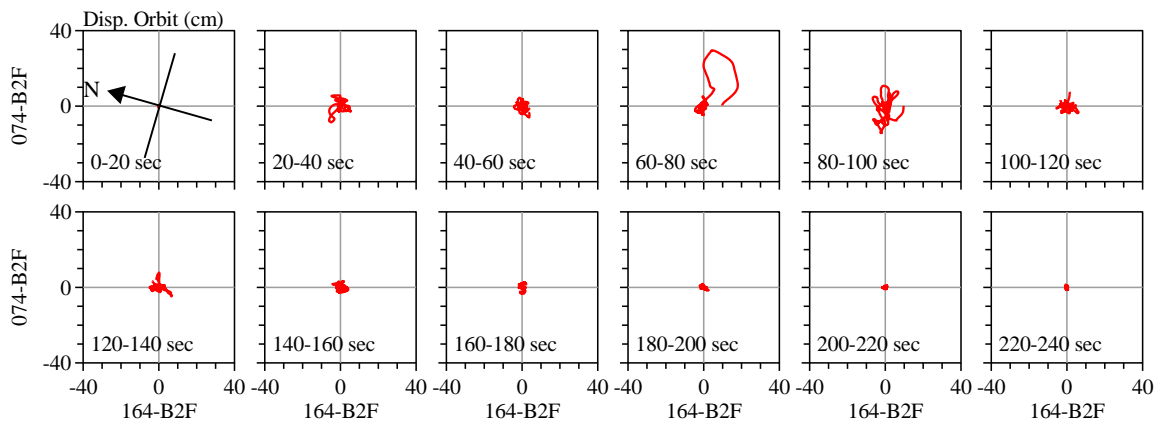 Disp. Orbit (cm)
40
0
-40
074-B2F
N
0-20 sec
20-40 sec
40-60 sec
60-80 sec
80-100 sec
100-120 sec
40
0
-40
074-B2F
120-140 sec
140-160 sec
160-180 sec
180-200 sec
200-220 sec
220-240 sec
-40 0 40 -40 0 40 -40 0 40 -40 0 40 -40 0 40 -40 0 40
164-B2F 164-B2F 164-B2F 164-B2F 164-B2F 164-B2F